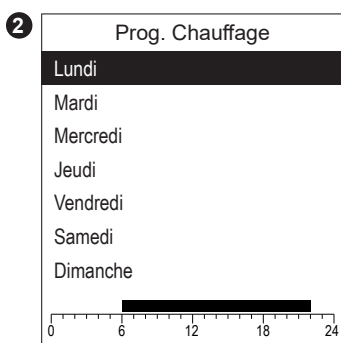 2
Prog. Chauffage
Lundi
Mardi
Mercredi
Jeudi
Vendredi
Samedi
Dimanche
0 6 12 18 24